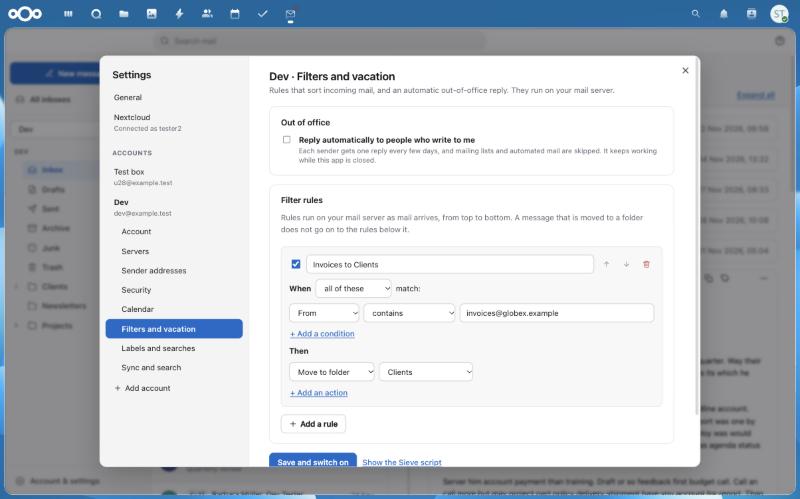 ST
Search mail
New messa
All inboxes
Expand all
Dev
DEV
Inbox
Drafts
Sent
Archive
Junk
Trash
Clients
Newsletters
Projects
Account & settings
Settings
General
Nextcloud
Connected as tester2
ACCOUNTS
Test box
u28@example.test
Dev
dev@example.test
Account
Servers
Sender addresses
Security
Calendar
Filters and vacation
Labels and searches
Sync and search
+ Add account
Dev · Filters and vacation
Rules that sort incoming mail, and an automatic out-of-office reply. They run on your mail server.
Out of office
Reply automatically to people who write to me
Each sender gets one reply every few days, and mailing lists and automated mail are skipped. It keeps working
while this app is closed.
Filter rules
Rules run on your mail server as mail arrives, from top to bottom. A message that is moved to a folder
does not go on to the rules below it.
Invoices to Clients
When all of these match:
From contains invoices@globex.example
+ Add a condition
Then
Move to folder Clients
+ Add an action
+ Add a rule
Save and switch on Show the Sieve script